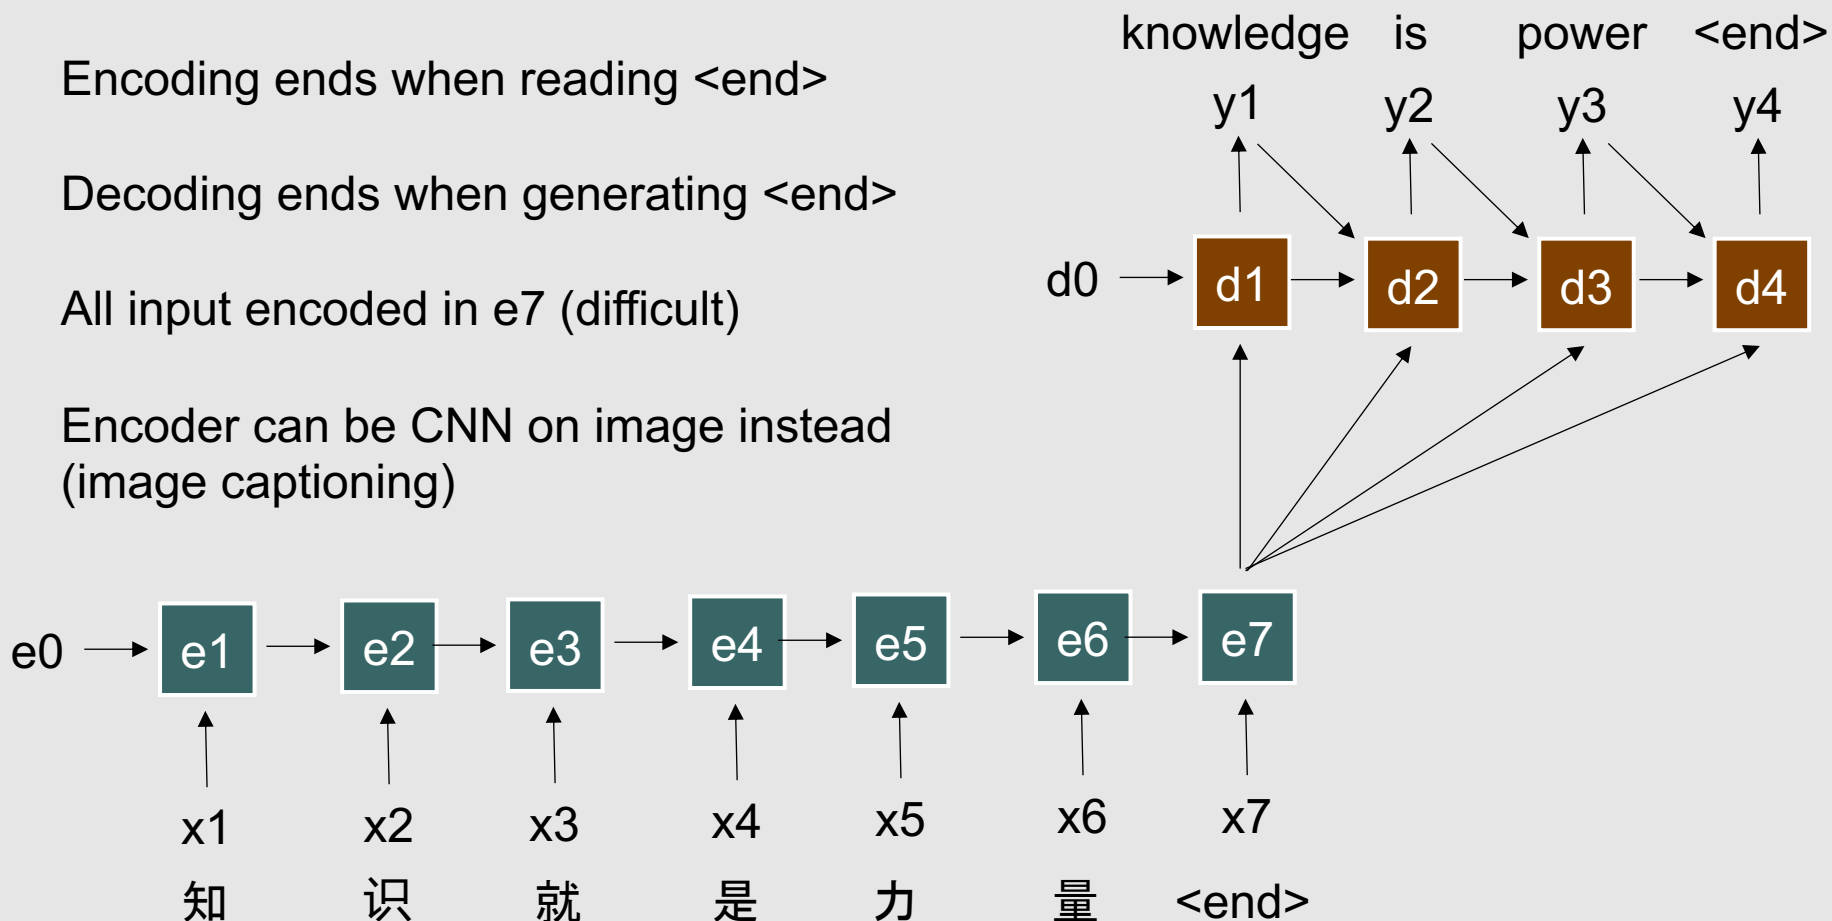 Encoding ends when reading <end>
Decoding ends when generating <end>
All input encoded in e7 (difficult)
Encoder can be CNN on image instead
(image captioning)
knowledge is power <end>
y1 y2 y3 y4
d0 d1 d2 d3 d4
e0 e1 e2 e3 e4 e5 e6 e7
x1 x2 x3 x4 x5 x6 x7
知 识 就 是 力 量 <end>